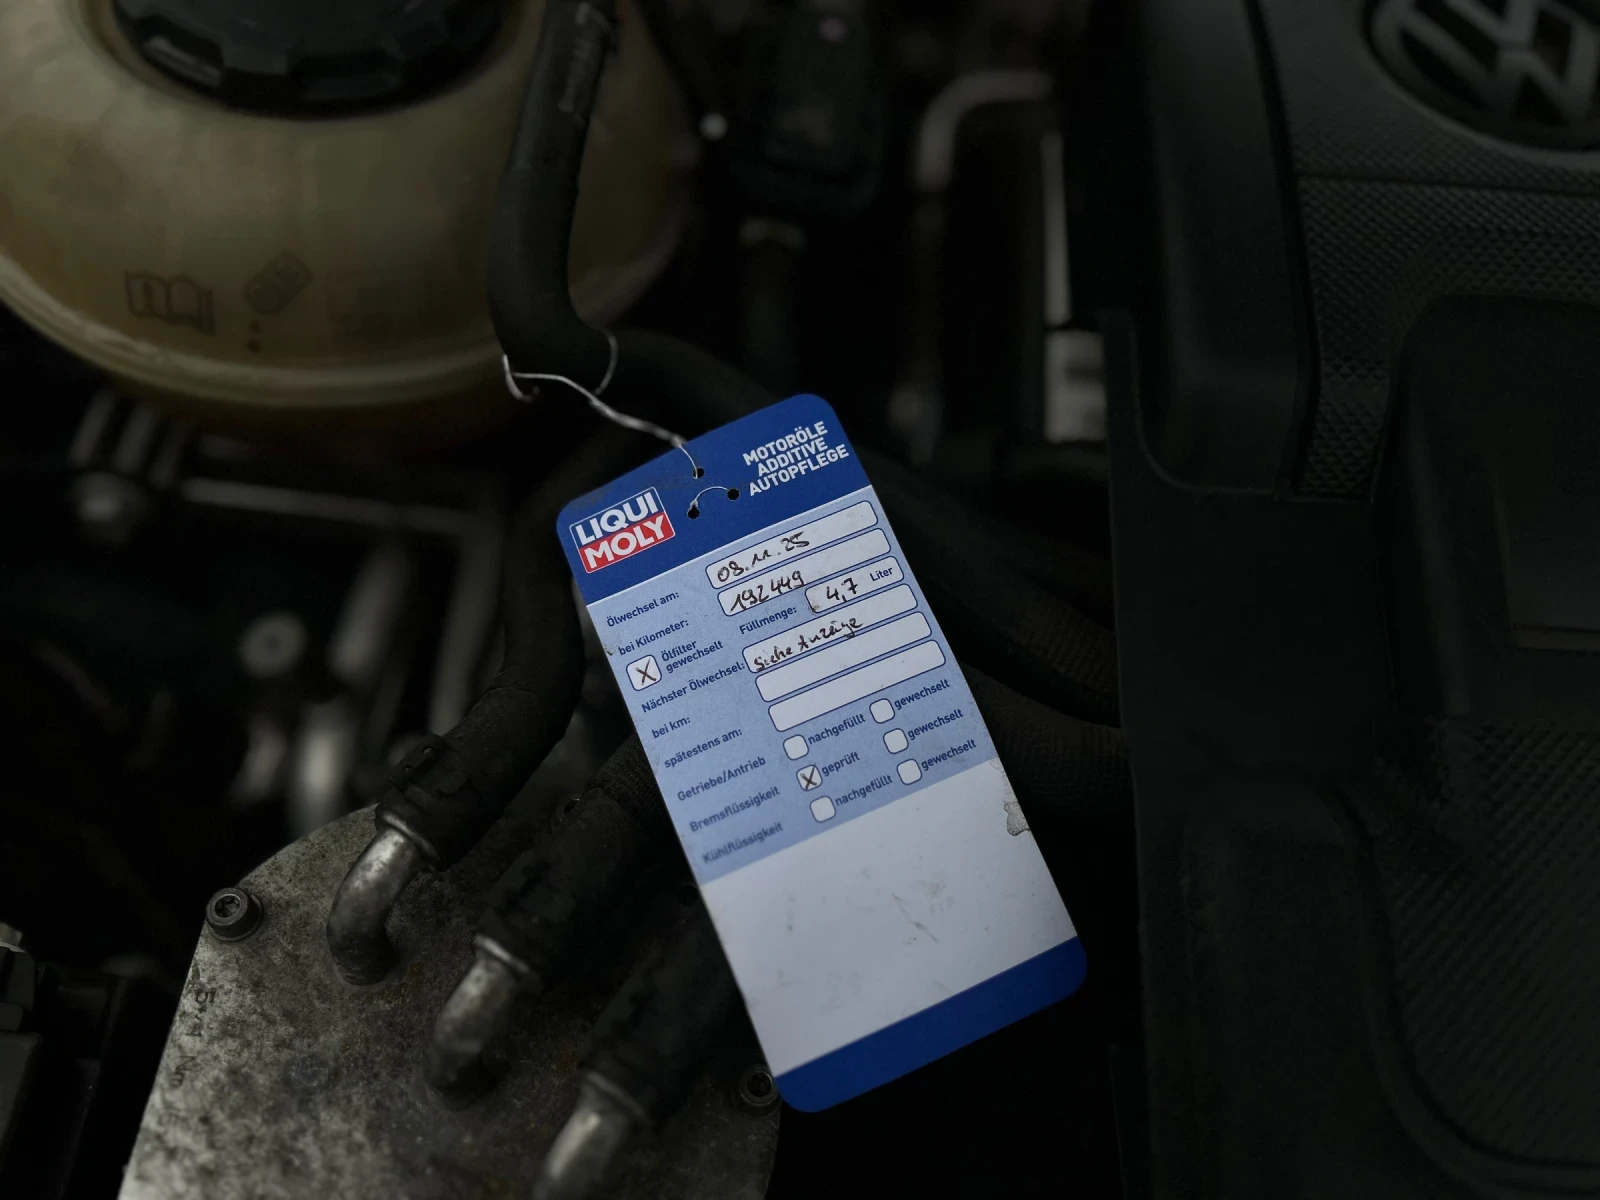 LIQUI
MOLY
MOTORÖLE
ADDITIVE
AUTOPFLEGE
Ölwechsel am: 08.11.25
bei Kilometer: 192449
X Ölfilter gewechselt Füllmenge: 4,7 Liter
Nächster Ölwechsel: siehe Anzeige
bei km:
spätestens am:
Getriebe/Antrieb nachgefüllt gewechselt
Bremsflüssigkeit X geprüft gewechselt
Kühlflüssigkeit nachgefüllt gewechselt